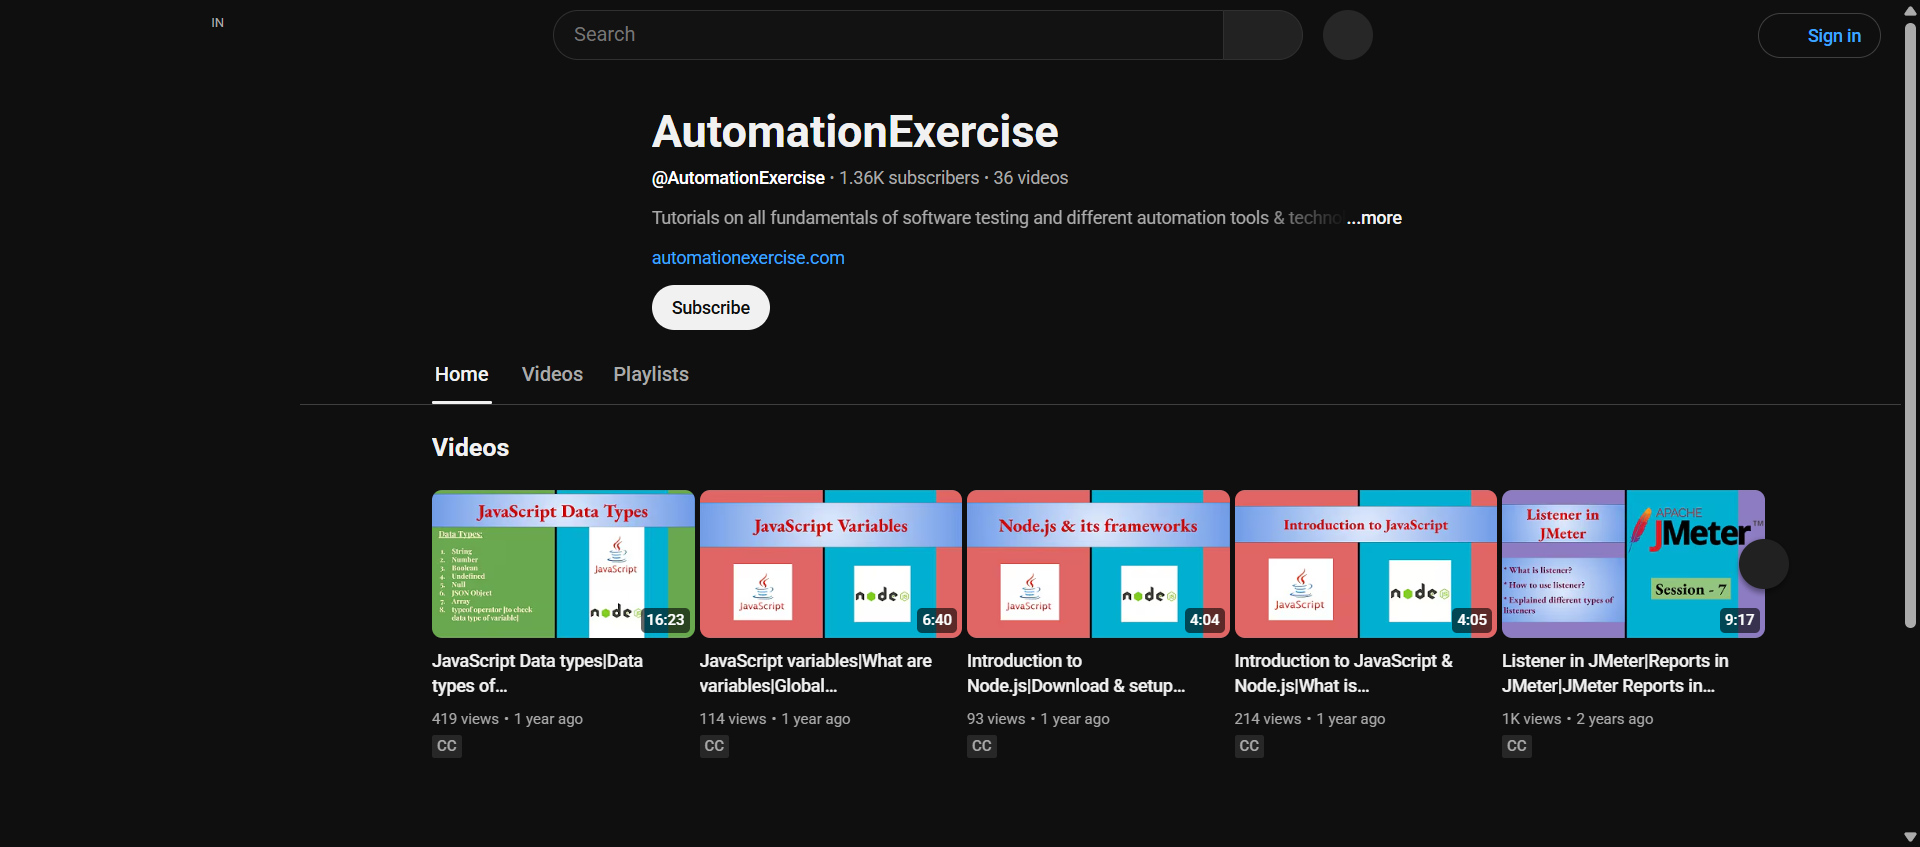 IN
Search
Sign in
AutomationExercise
@AutomationExercise · 1.36K subscribers · 36 videos
Tutorials on all fundamentals of software testing and different automation tools & techno ...more
automationexercise.com
Subscribe
Home Videos Playlists
Videos
JavaScript Data Types
Data Types:
1. String
2. Number
3. Boolean
4. Undefined
5. Null
6. JSON Object
7. Array
8. typeof operator [to check
data type of variable]
JavaScript
node JS
16:23
JavaScript Data types|Data
types of...
419 views • 1 year ago
CC
JavaScript Variables
JavaScript
node JS
6:40
JavaScript variables|What are
variables|Global...
114 views • 1 year ago
CC
Node.js & its frameworks
JavaScript
node JS
4:04
Introduction to
Node.js|Download & setup...
93 views • 1 year ago
CC
Introduction to JavaScript
JavaScript
node JS
4:05
Introduction to JavaScript &
Node.js|What is...
214 views • 1 year ago
CC
Listener in
JMeter
* What is listener?
* How to use listener?
* Explained different types of
listeners
APACHE
JMeter™
Session - 7
9:17
Listener in JMeter|Reports in
JMeter|JMeter Reports in...
1K views • 2 years ago
CC